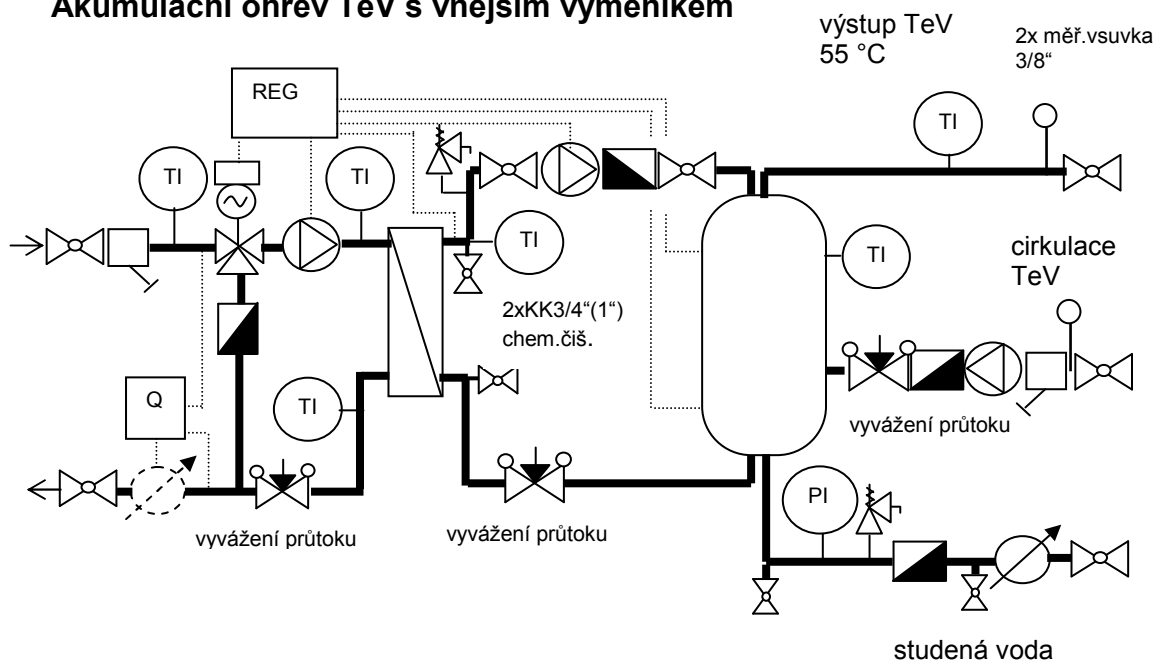 Akumulační ohřev TeV s vnějším výměníkem
výstup TeV
55 °C
2x měř.vsuvka
3/8“
REG
TI
TI
TI
TI
TI
cirkulace
TeV
2xKK3/4“(1“)
chem.čiš.
Q
TI
vyvážení průtoku
PI
vyvážení průtoku
vyvážení průtoku
studená voda